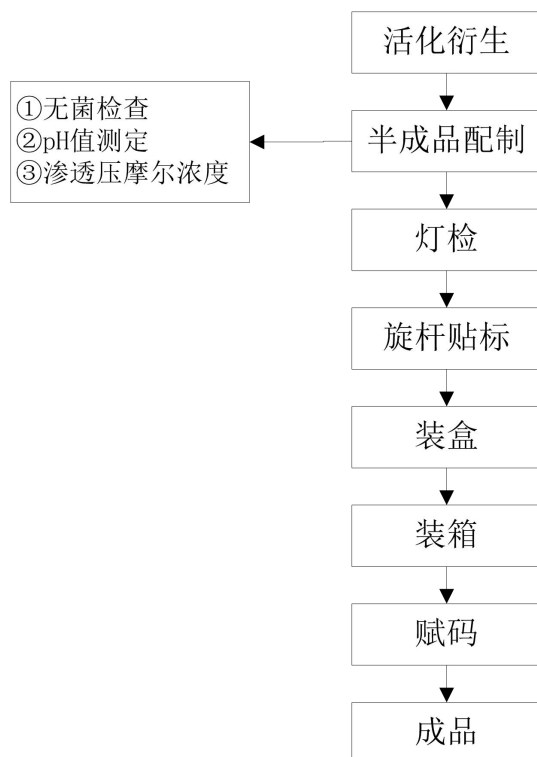 活化衍生
①无菌检查
②pH值测定
③渗透压摩尔浓度
半成品配制
灯检
旋杆贴标
装盒
装箱
赋码
成品